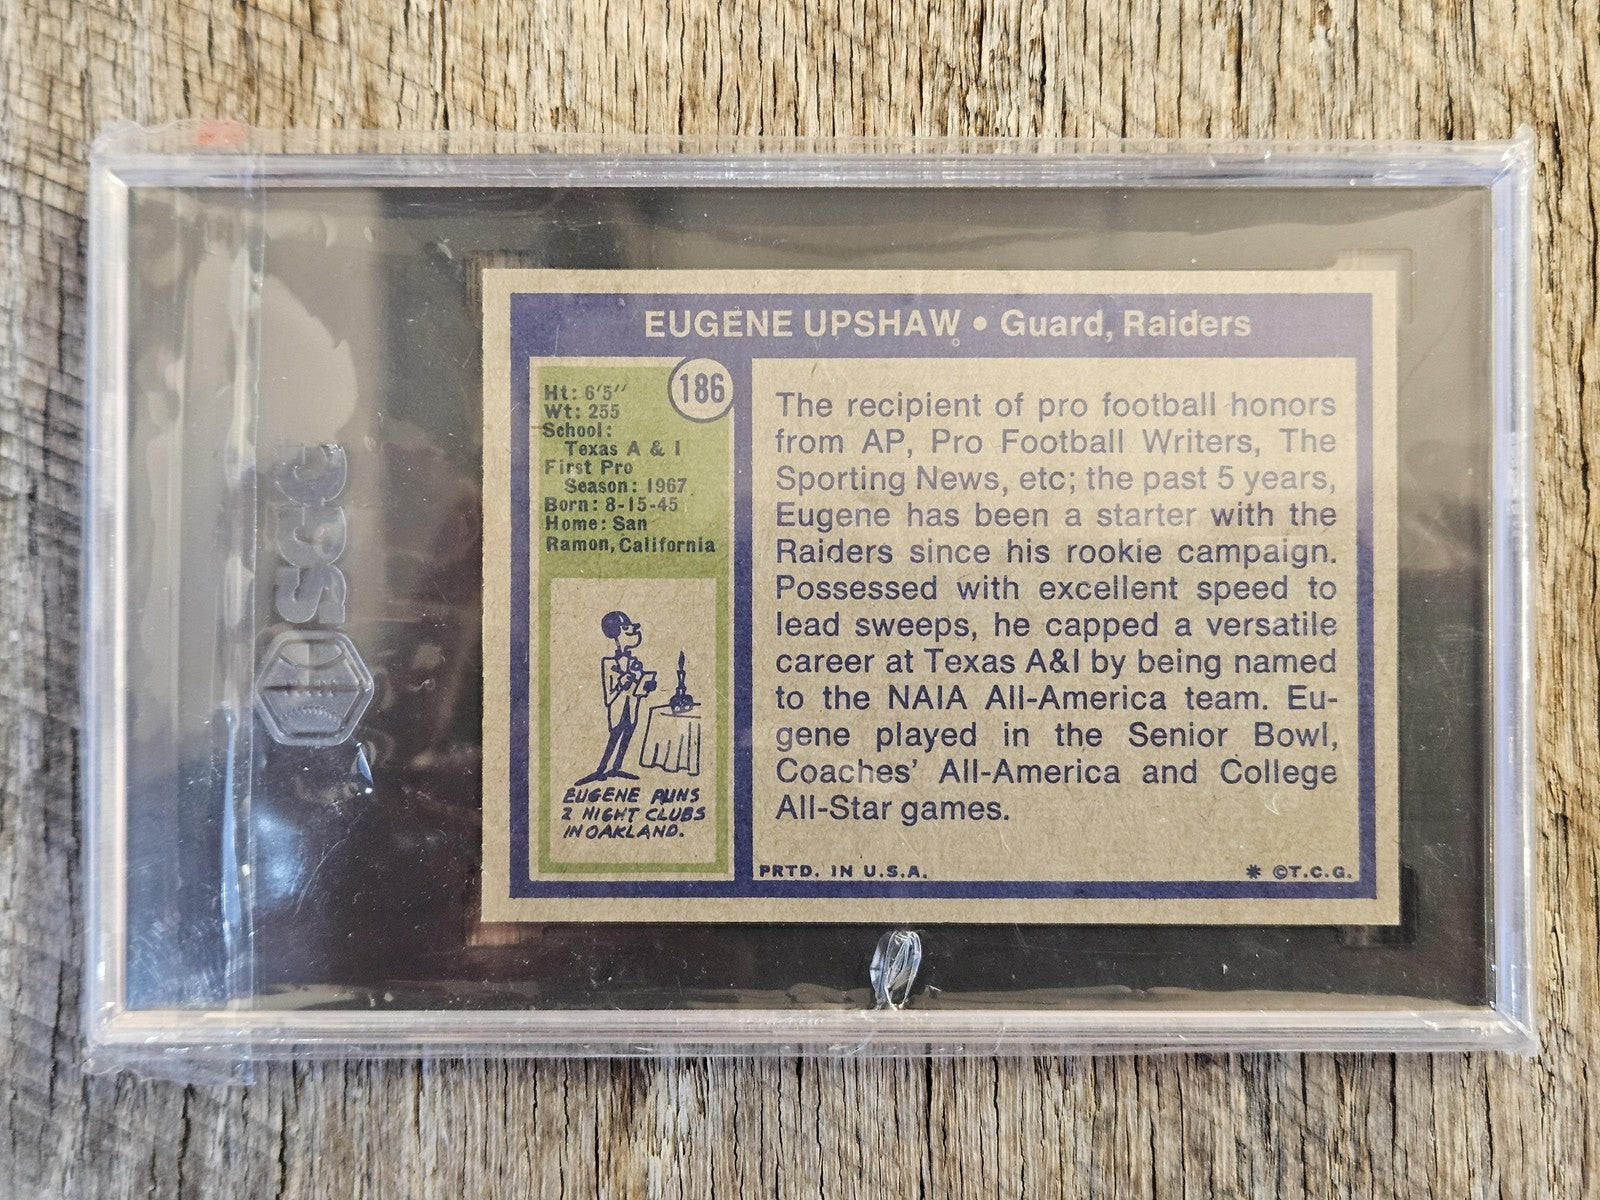 EUGENE UPSHAW • Guard, Raiders
186
Ht: 6'5"
Wt: 255
School:
Texas A & I
First Pro
Season: 1967
Born: 8-15-45
Home: San
Ramon, California
EUGENE RUNS
2 NIGHT CLUBS
IN OAKLAND.
The recipient of pro football honors
from AP, Pro Football Writers, The
Sporting News, etc; the past 5 years,
Eugene has been a starter with the
Raiders since his rookie campaign.
Possessed with excellent speed to
lead sweeps, he capped a versatile
career at Texas A&I by being named
to the NAIA All-America team. Eu-
gene played in the Senior Bowl,
Coaches' All-America and College
All-Star games.
PRTD. IN U.S.A.
* ©T.C.G.
SGC